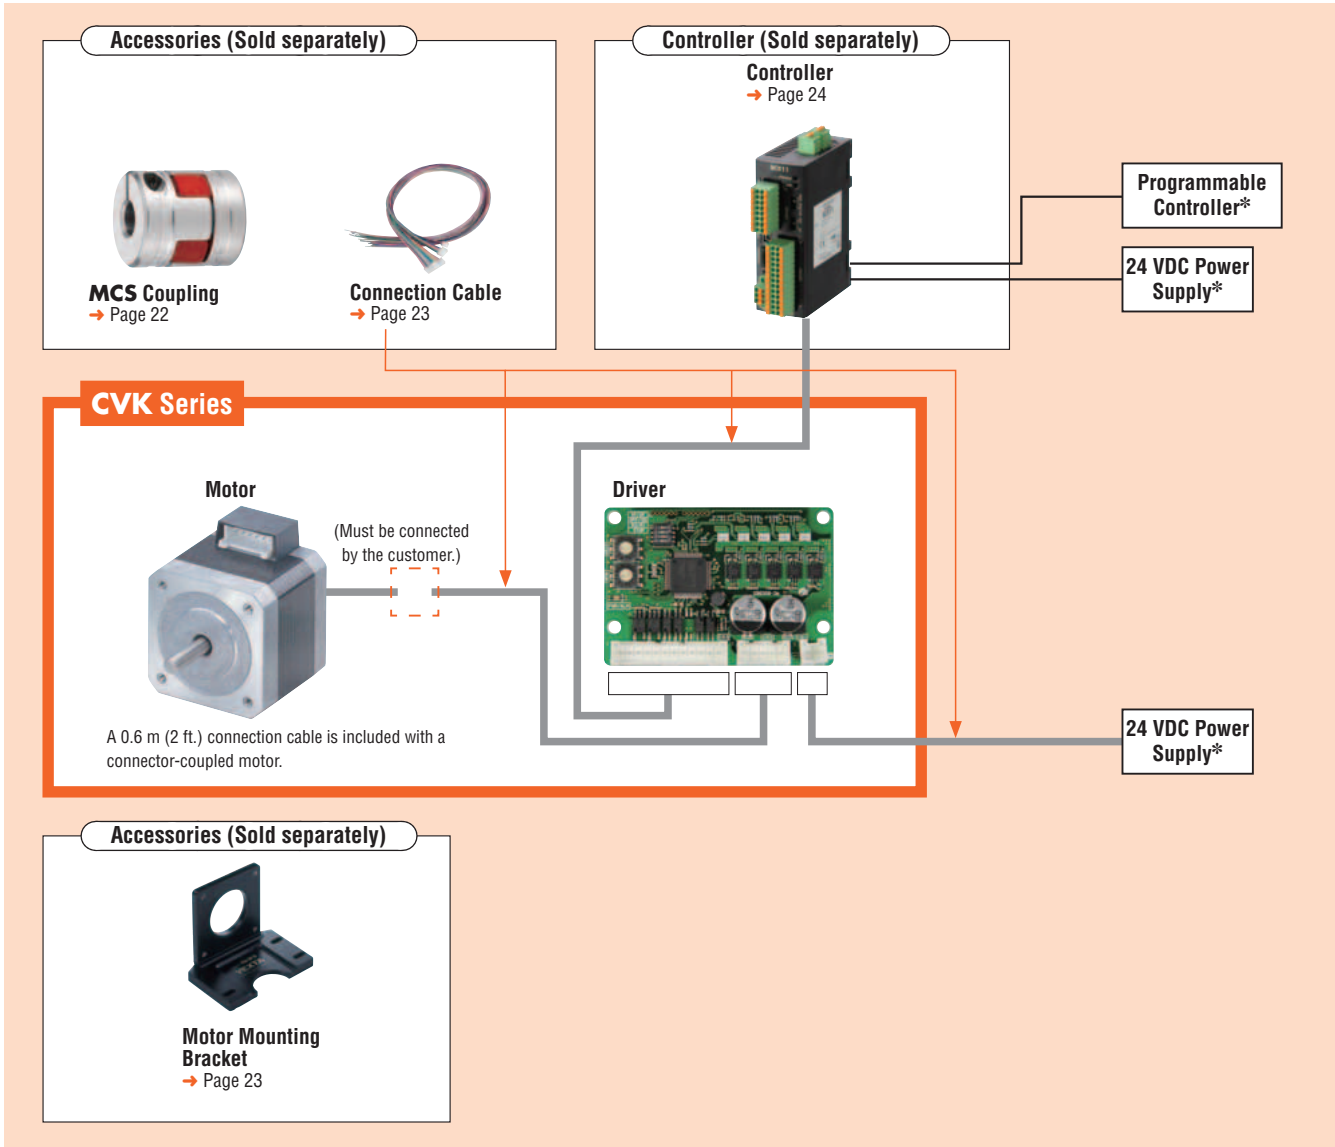 Accessories (Sold separately)
MCS Coupling
→ Page 22
Connection Cable
→ Page 23
Controller (Sold separately)
Controller
→ Page 24
Programmable
Controller*
24 VDC Power
Supply*
CVK Series
Motor
(Must be connected
by the customer.)
Driver
A 0.6 m (2 ft.) connection cable is included with a
connector-coupled motor.
24 VDC Power
Supply*
Accessories (Sold separately)
Motor Mounting
Bracket
→ Page 23